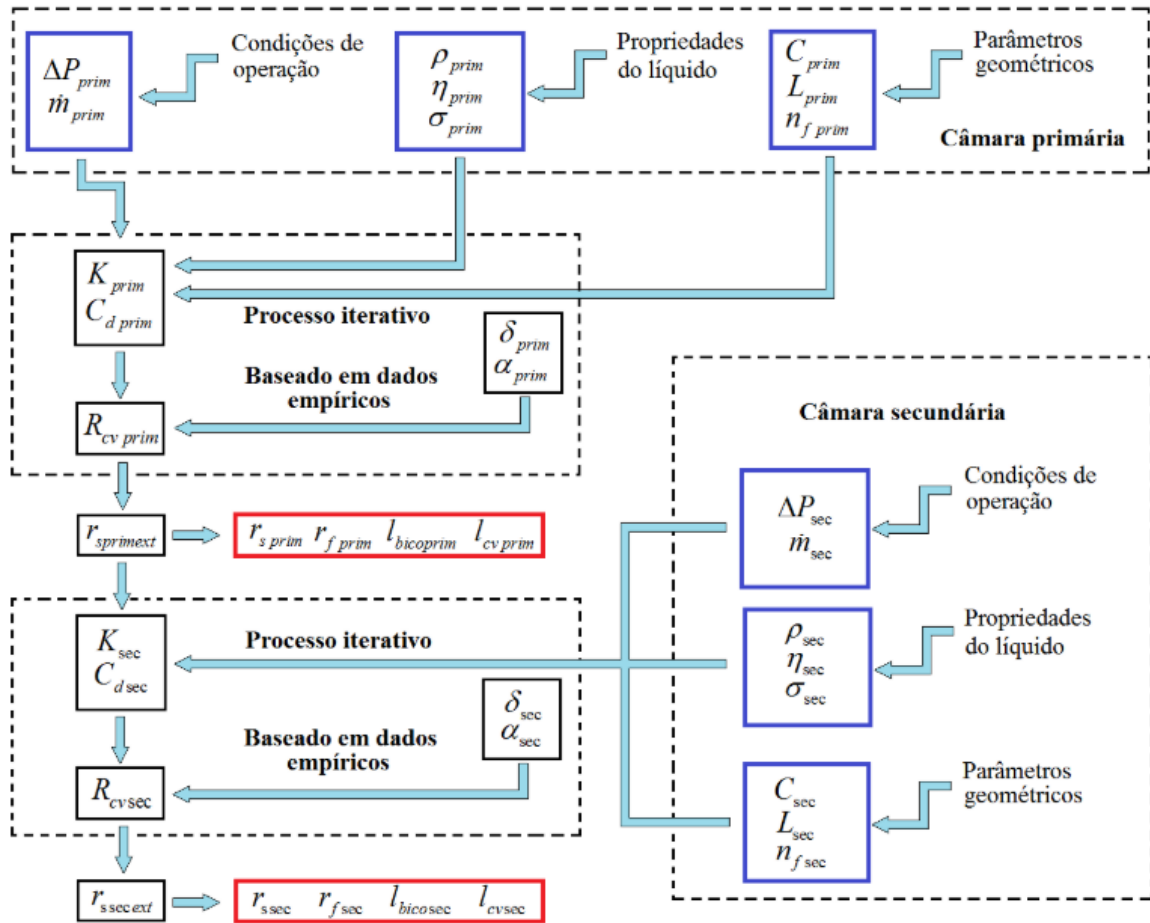 Condições de
operação
Propriedades
do líquido
Parâmetros
geométricos
ΔP_prim
ṁ_prim
ρ_prim
η_prim
σ_prim
C_prim
L_prim
n_f prim
Câmara primária
K_prim
C_d prim
Processo iterativo
δ_prim
α_prim
Baseado em dados
empíricos
R_cv prim
r_sprimext
r_s prim r_f prim l_bicoprim l_cv prim
Câmara secundária
Condições de
operação
ΔP_sec
ṁ_sec
Propriedades
do líquido
ρ_sec
η_sec
σ_sec
Parâmetros
geométricos
C_sec
L_sec
n_f sec
K_sec
C_d sec
Processo iterativo
δ_sec
α_sec
Baseado em dados
empíricos
R_cv sec
r_s sec ext
r_s sec r_f sec l_bicosec l_cvsec